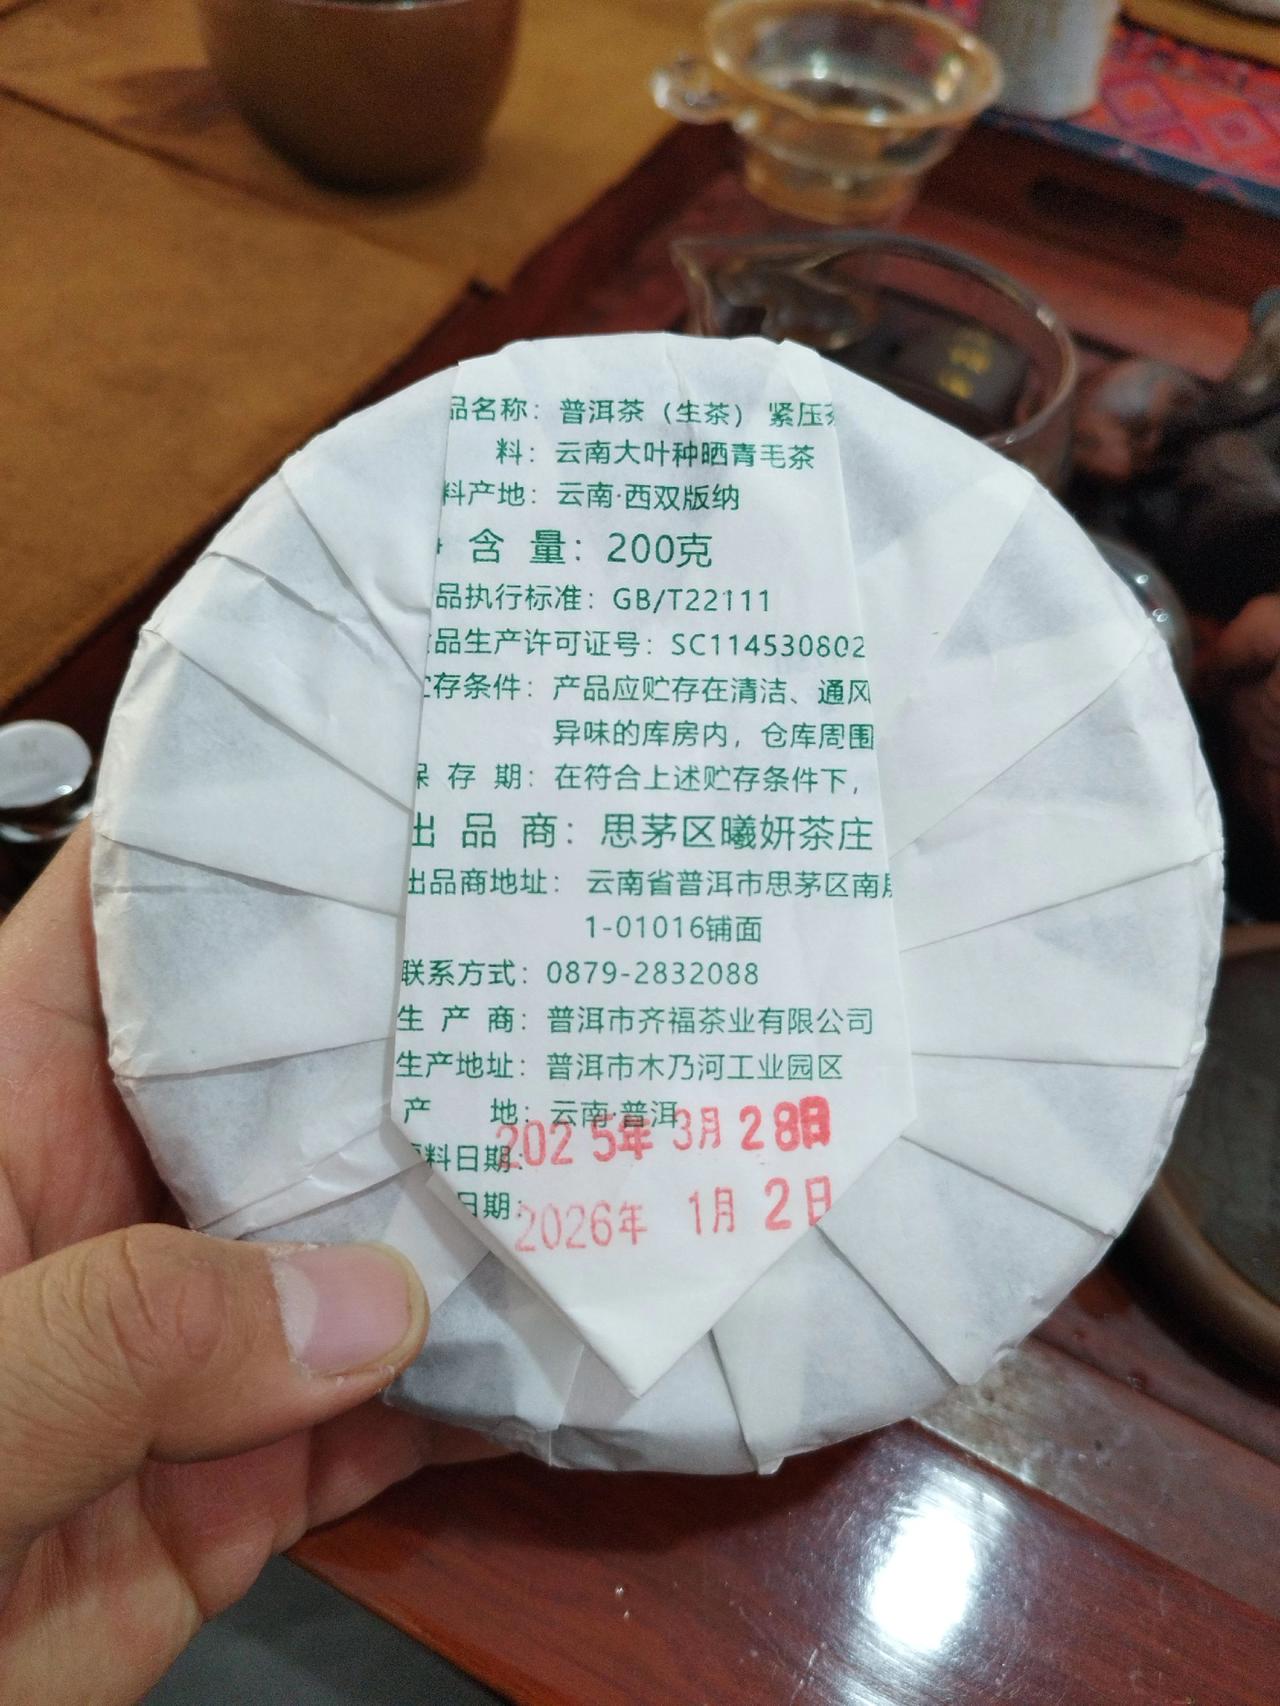 品名称：普洱茶（生茶） 紧压茶
料：云南大叶种晒青毛茶
料产地：云南·西双版纳
含 量：200克
品执行标准：GB/T22111
品生产许可证号：SC114530802
存条件：产品应贮存在清洁、通风
异味的库房内，仓库周围
保 存 期：在符合上述贮存条件下，
出 品 商：思茅区曦妍茶庄
出品商地址：云南省普洱市思茅区南
1-01016铺面
联系方式：0879-2832088
生 产 商：普洱市齐福茶业有限公司
生产地址：普洱市木乃河工业园区
产 地：云南·普洱
料日期：2025年3月28日
日期：2026年 1月2日